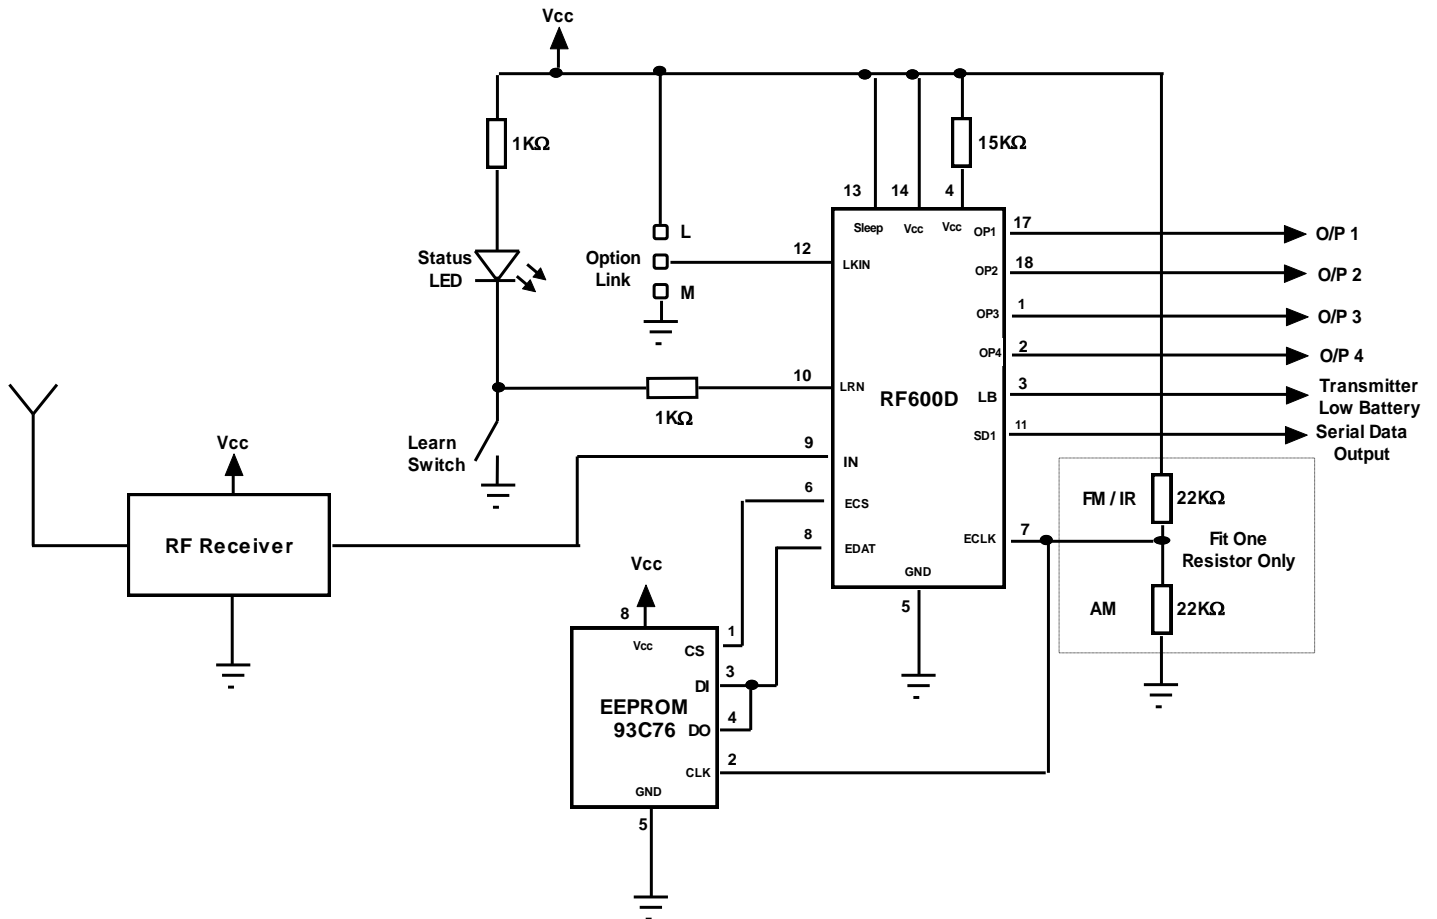 Vcc
1KΩ
15KΩ
13
14
4
Sleep
Vcc
Vcc
OP1
17
O/P 1
L
Option
Link
M
12
LKIN
OP2
18
O/P 2
Status
LED
OP3
1
O/P 3
OP4
2
O/P 4
10
LRN
RF600D
LB
3
Transmitter
Low Battery
1KΩ
SD1
11
Serial Data
Output
Learn
Switch
9
IN
Vcc
RF Receiver
6
ECS
8
EDAT
ECLK
7
GND
5
FM / IR
22KΩ
Fit One
Resistor Only
AM
22KΩ
Vcc
8
Vcc
1
CS
3
DI
EEPROM
93C76
4
DO
2
CLK
GND
5